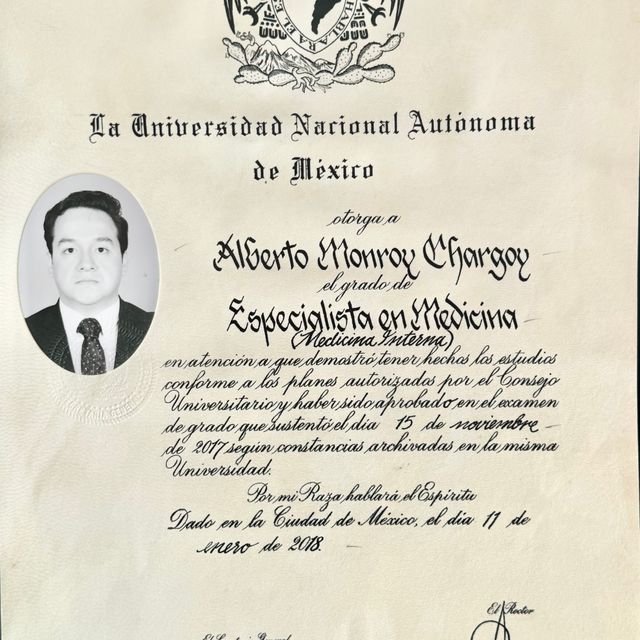 HABLARA EL
La Universidad Nacional Autónoma
de México
otorga a
Alberto Monroy Chargoy
el grado de
Especialista en Medicina
(Medicina Interna)
en atención a que demostró tener hechos los estudios
conforme a los planes autorizados por el Consejo
Universitario y haber sido aprobado en el examen
de grado que sustentó el día 15 de noviembre
de 2017 según constancias archivadas en la misma
Universidad.
Por mi Raza hablará el Espíritu
Dado en la Ciudad de México, el día 11 de
enero de 2018.
El Rector